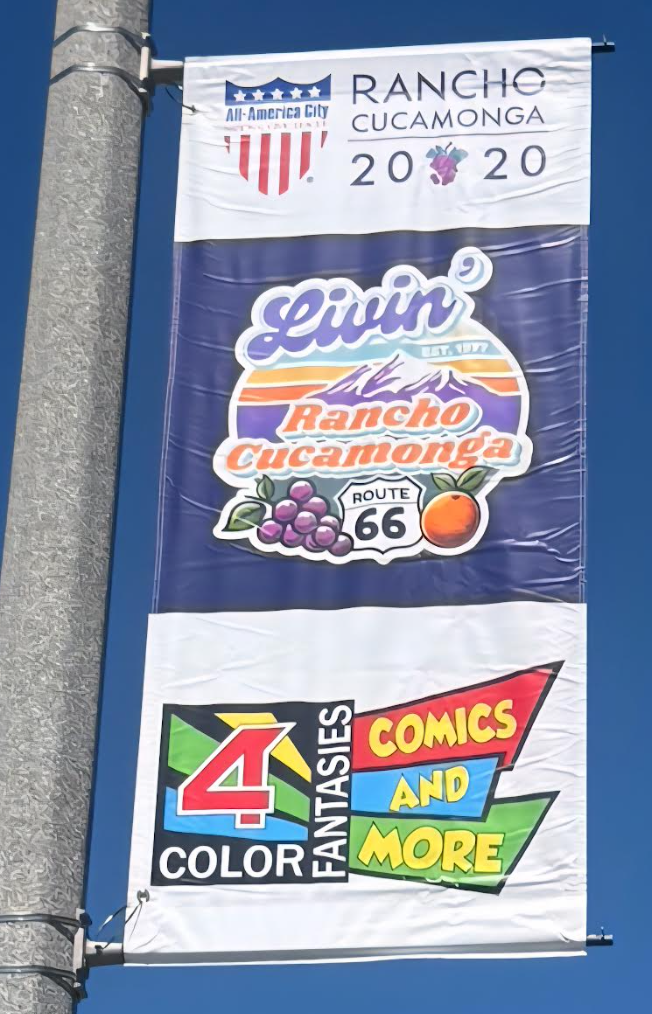 All-America City
RANCHO
CUCAMONGA
20 20
Livin'
EST. 1977
Rancho
Cucamonga
ROUTE
66
4
COLOR
FANTASIES
COMICS
AND
MORE